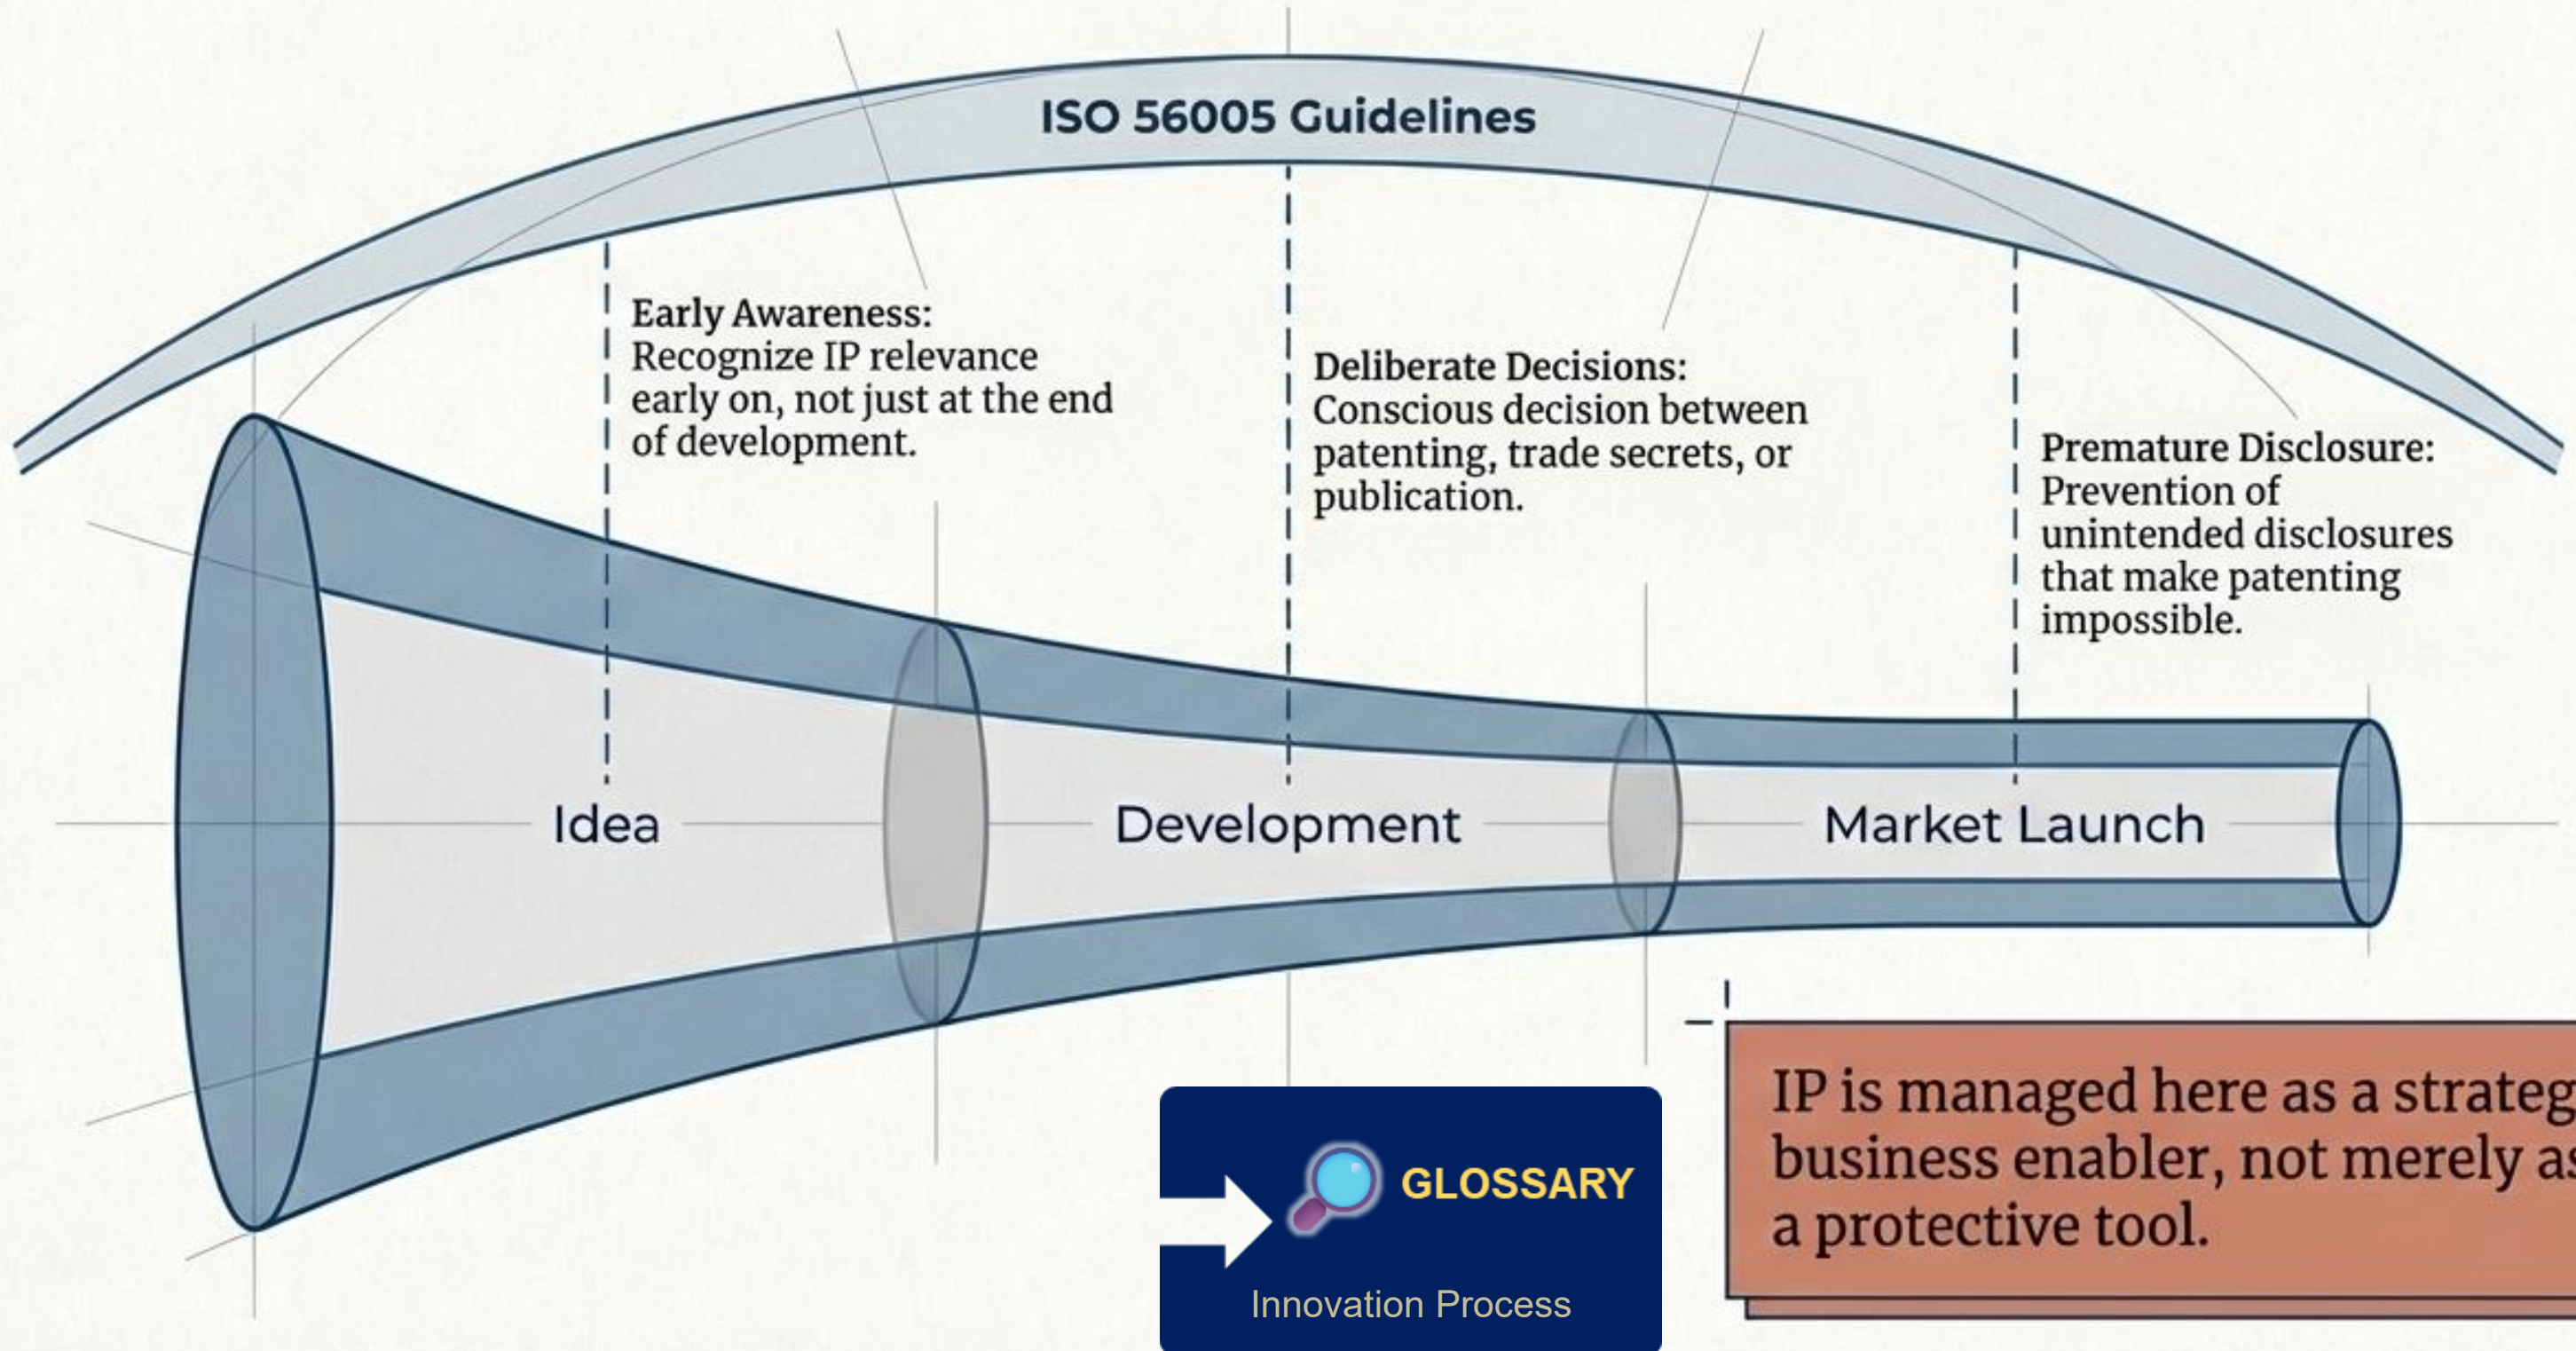 ISO 56005 Guidelines
Early Awareness:
Recognize IP relevance
early on, not just at the end
of development.
Deliberate Decisions:
Conscious decision between
patenting, trade secrets, or
publication.
Premature Disclosure:
Prevention of
unintended disclosures
that make patenting
impossible.
Idea
Development
Market Launch
IP is managed here as a
business enabler, not merely as
a protective tool.
GLOSSARY
Innovation Process